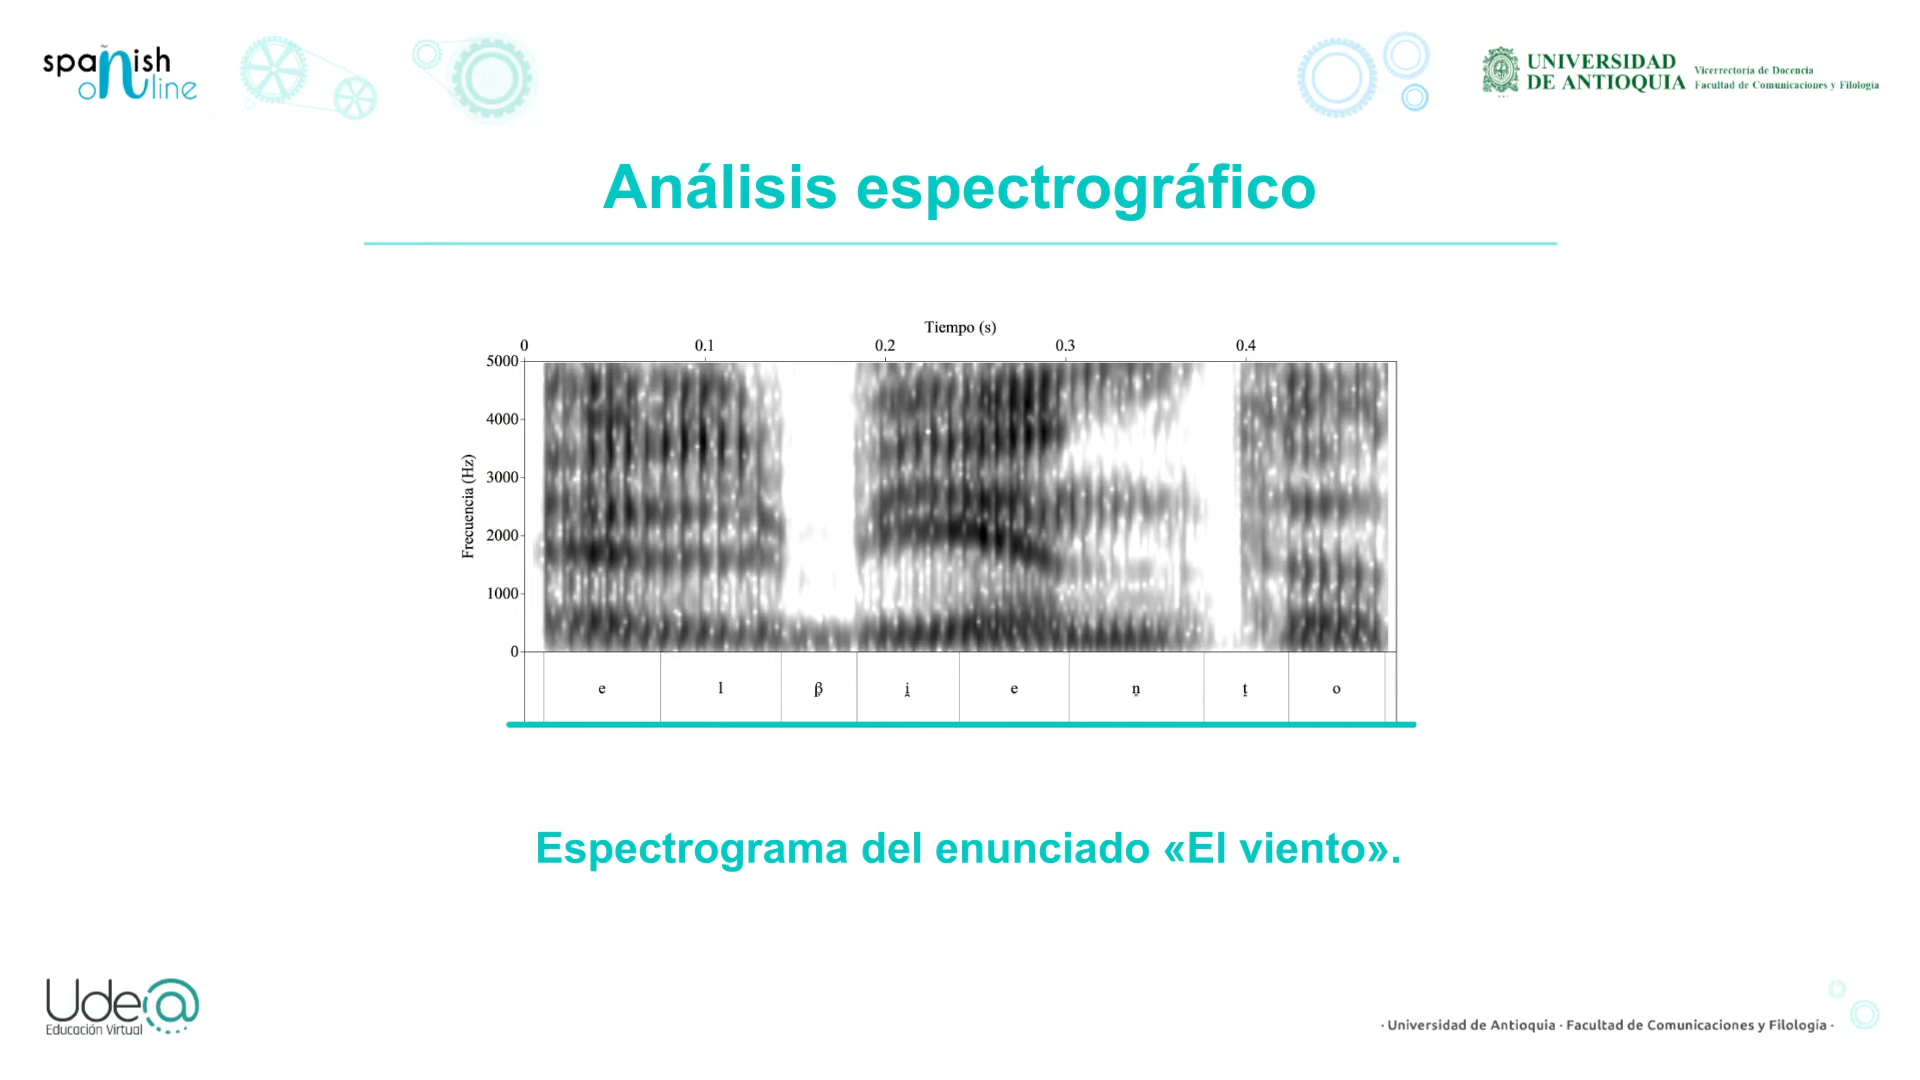 spañish
online
UNIVERSIDAD
DE ANTIOQUIA
Vicerrectoría de Docencia
Facultad de Comunicaciones y Filología
Análisis espectrográfico
Tiempo (s)
0 0.1 0.2 0.3 0.4
Frecuencia (Hz)
5000
4000
3000
2000
1000
0
e l β̞ i̯ e n̪ t̪ o
Espectrograma del enunciado «El viento».
Ude@
Educación Virtual
· Universidad de Antioquia · Facultad de Comunicaciones y Filología ·